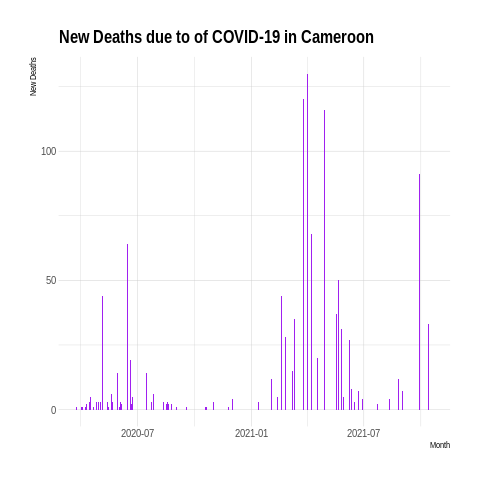 New Deaths due to of COVID-19 in Cameroon
New Deaths
100
50
0
2020-07
2021-01
2021-07
Month